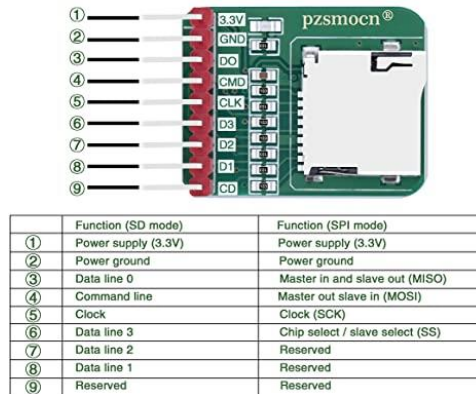 pzsmocn®
① 3.3V
② GND
③ DO
④ CMD
⑤ CLK
⑥ D3
⑦ D2
⑧ D1
⑨ CD
Function (SD mode) Function (SPI mode)
① Power supply (3.3V) Power supply (3.3V)
② Power ground Power ground
③ Data line 0 Master in and slave out (MISO)
④ Command line Master out slave in (MOSI)
⑤ Clock Clock (SCK)
⑥ Data line 3 Chip select / slave select (SS)
⑦ Data line 2 Reserved
⑧ Data line 1 Reserved
⑨ Reserved Reserved